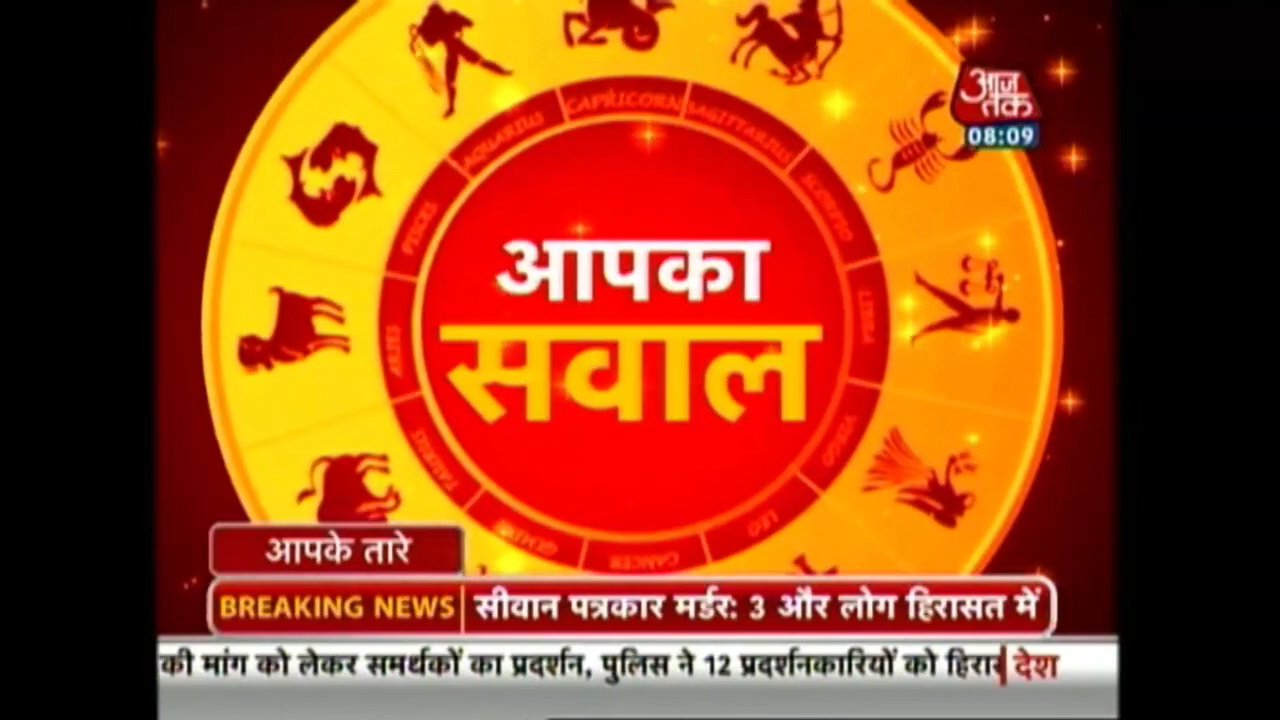 CAPRICORN
SAGITTARIUS
AQUARIUS
SCORPIO
PISCES
LIBRA
ARIES
VIRGO
TAURUS
LEO
GEMINI
CANCER
आज
तक
08:09
आपका
सवाल
आपके तारे
BREAKING NEWS सीवान पत्रकार मर्डर: 3 और लोग हिरासत में
की मांग को लेकर समर्थकों का प्रदर्शन, पुलिस ने 12 प्रदर्शनकारियों को देश